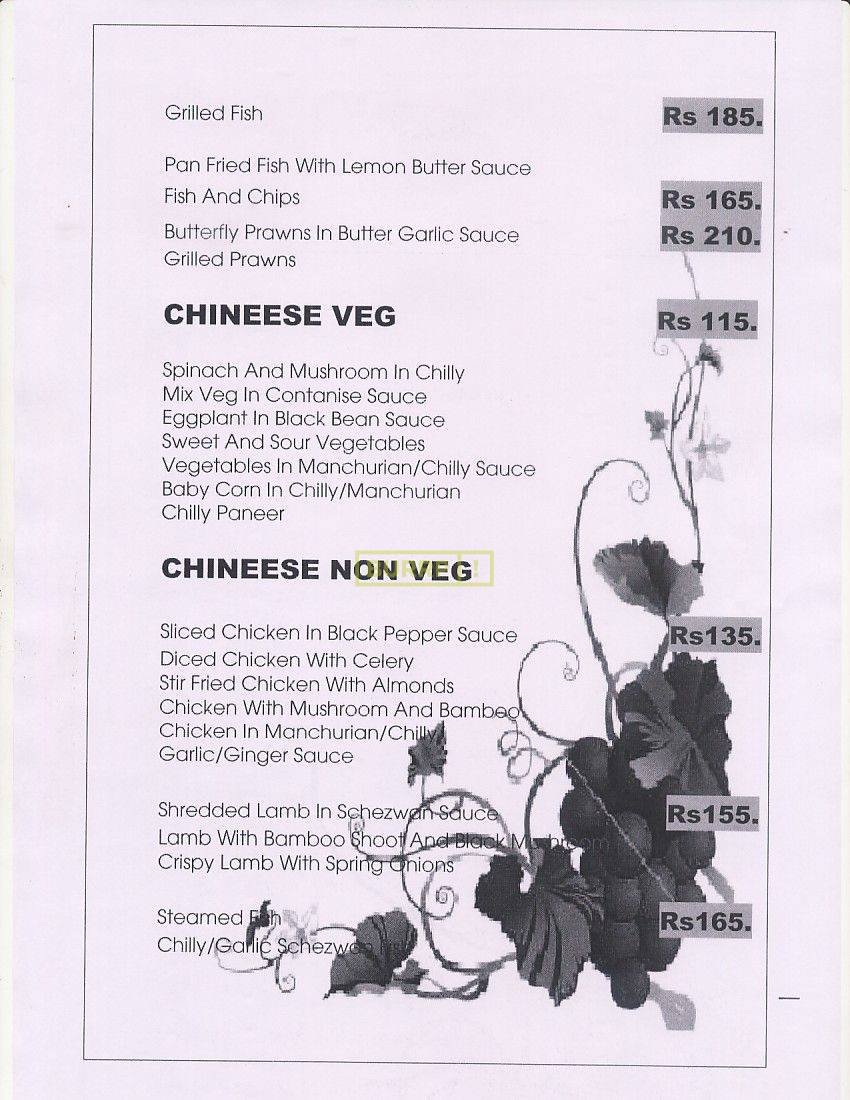 Grilled Fish Rs 185.
Pan Fried Fish With Lemon Butter Sauce
Fish And Chips Rs 165.
Butterfly Prawns In Butter Garlic Sauce Rs 210.
Grilled Prawns
CHINEESE VEG Rs 115.
Spinach And Mushroom In Chilly
Mix Veg In Contanise Sauce
Eggplant In Black Bean Sauce
Sweet And Sour Vegetables
Vegetables In Manchurian/Chilly Sauce
Baby Corn In Chilly/Manchurian
Chilly Paneer
CHINEESE NON VEG
Sliced Chicken In Black Pepper Sauce Rs135.
Diced Chicken With Celery
Stir Fried Chicken With Almonds
Chicken With Mushroom And Bamboo
Chicken In Manchurian/Chilly
Garlic/Ginger Sauce
Shredded Lamb In Schezwan Sauce Rs155.
Lamb With Bamboo Shoot And Black Mushroom
Crispy Lamb With Spring Onions
Steamed Fish Rs165.
Chilly/Garlic Schezwan